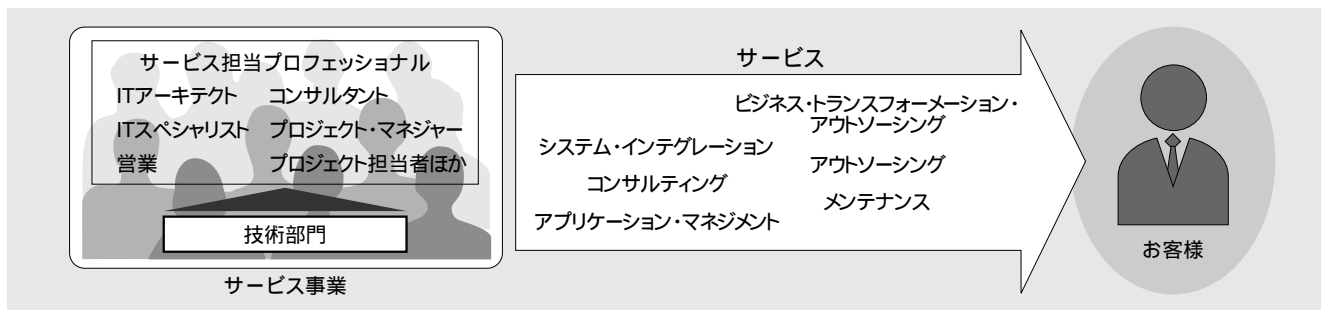 サービス担当プロフェッショナル
ITアーキテクト コンサルタント
ITスペシャリスト プロジェクト・マネジャー
営業 プロジェクト担当者ほか
技術部門
サービス事業
サービス
ビジネス・トランスフォーメーション・
アウトソーシング
システム・インテグレーション
アウトソーシング
コンサルティング
メンテナンス
アプリケーション・マネジメント
お客様